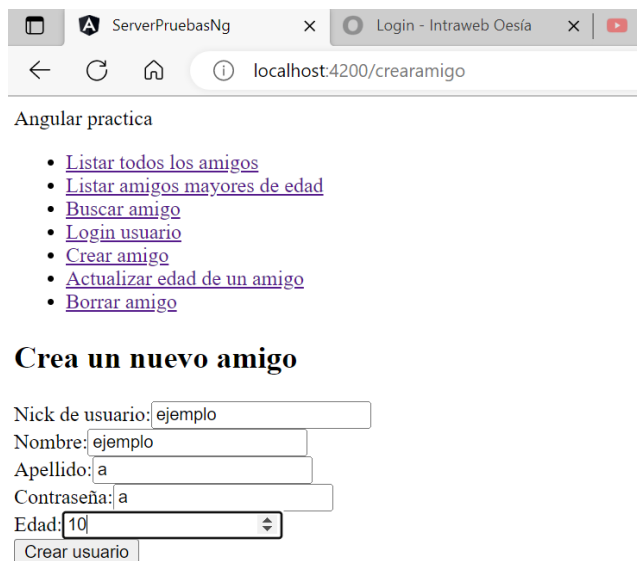 ServerPruebasNg
Login - Intraweb Oesía
localhost:4200/crearamigo
Angular practica
Listar todos los amigos
Listar amigos mayores de edad
Buscar amigo
Login usuario
Crear amigo
Actualizar edad de un amigo
Borrar amigo
Crea un nuevo amigo
Nick de usuario: ejemplo
Nombre: ejemplo
Apellido: a
Contraseña: a
Edad: 10
Crear usuario